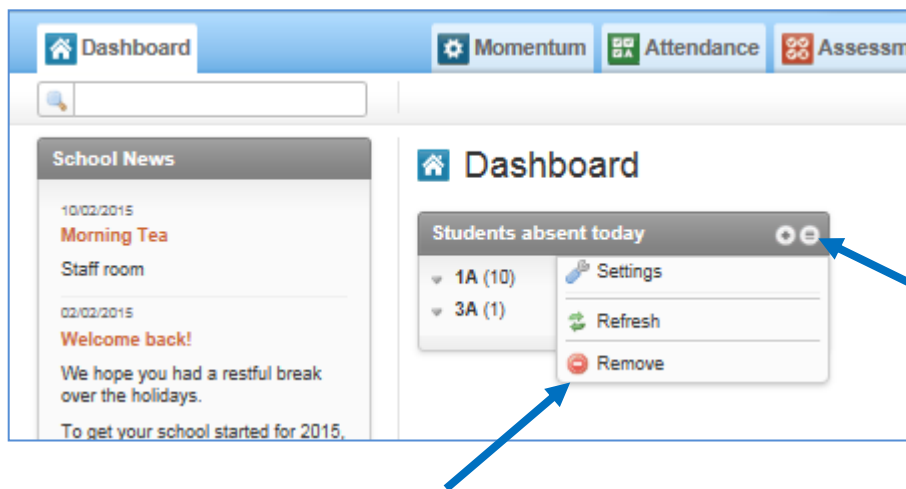 Dashboard
Momentum
Attendance
Assessm
School News
10/02/2015
Morning Tea
Staff room
02/02/2015
Welcome back!
We hope you had a restful break
over the holidays.
To get your school started for 2015,
Dashboard
Students absent today
1A (10)
3A (1)
Settings
Refresh
Remove